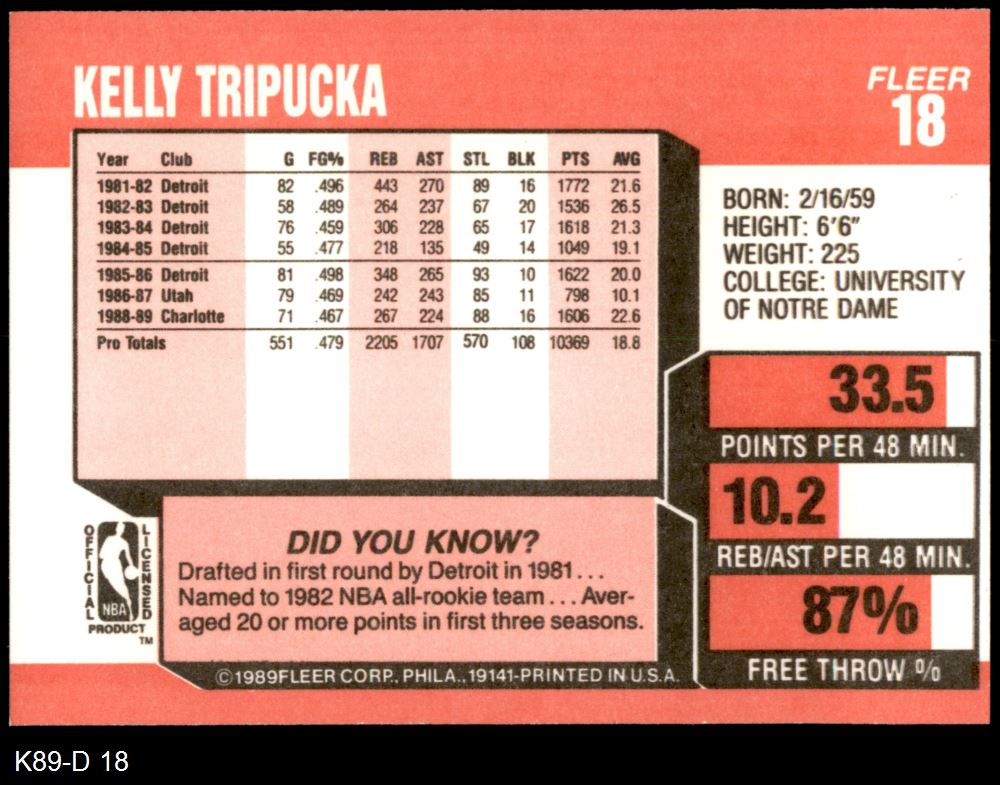 KELLY TRIPUCKA
FLEER
18
Year Club G FG% REB AST STL BLK PTS AVG
1981-82 Detroit 82 .496 443 270 89 16 1772 21.6
1982-83 Detroit 58 .489 264 237 67 20 1536 26.5
1983-84 Detroit 76 .459 306 228 65 17 1618 21.3
1984-85 Detroit 55 .477 218 135 49 14 1049 19.1
1985-86 Detroit 81 .498 348 265 93 10 1622 20.0
1986-87 Utah 79 .469 242 243 85 11 798 10.1
1988-89 Charlotte 71 .467 267 224 88 16 1606 22.6
Pro Totals 551 .479 2205 1707 570 108 10369 18.8
BORN: 2/16/59
HEIGHT: 6'6"
WEIGHT: 225
COLLEGE: UNIVERSITY
OF NOTRE DAME
33.5
POINTS PER 48 MIN.
10.2
REB/AST PER 48 MIN.
87%
FREE THROW %
OFFICIAL
LICENSED
NBA
PRODUCT
TM
DID YOU KNOW?
Drafted in first round by Detroit in 1981...
Named to 1982 NBA all-rookie team...Aver-
aged 20 or more points in first three seasons.
©1989FLEER CORP., PHILA., 19141-PRINTED IN U.S.A.
K89-D 18